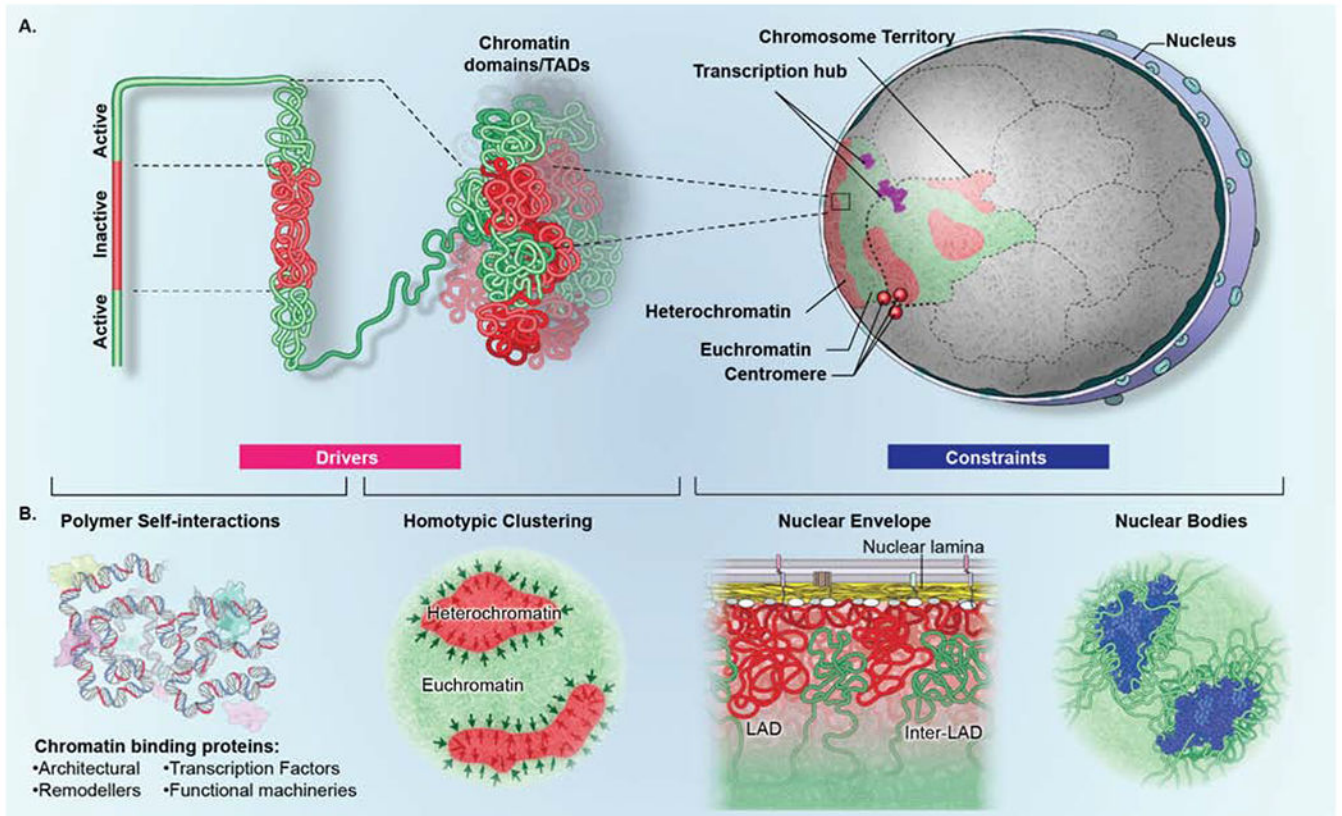 A.
Chromatin
domains/TADs
Chromosome Territory
Transcription hub
Nucleus
Active
Inactive
Active
Heterochromatin
Euchromatin
Centromere
Drivers
Constraints
B.
Polymer Self-interactions
Homotypic Clustering
Nuclear Envelope
Nuclear Bodies
Nuclear lamina
Heterochromatin
Euchromatin
LAD
Inter-LAD
Chromatin binding proteins:
•Architectural •Transcription Factors
•Remodellers •Functional machineries